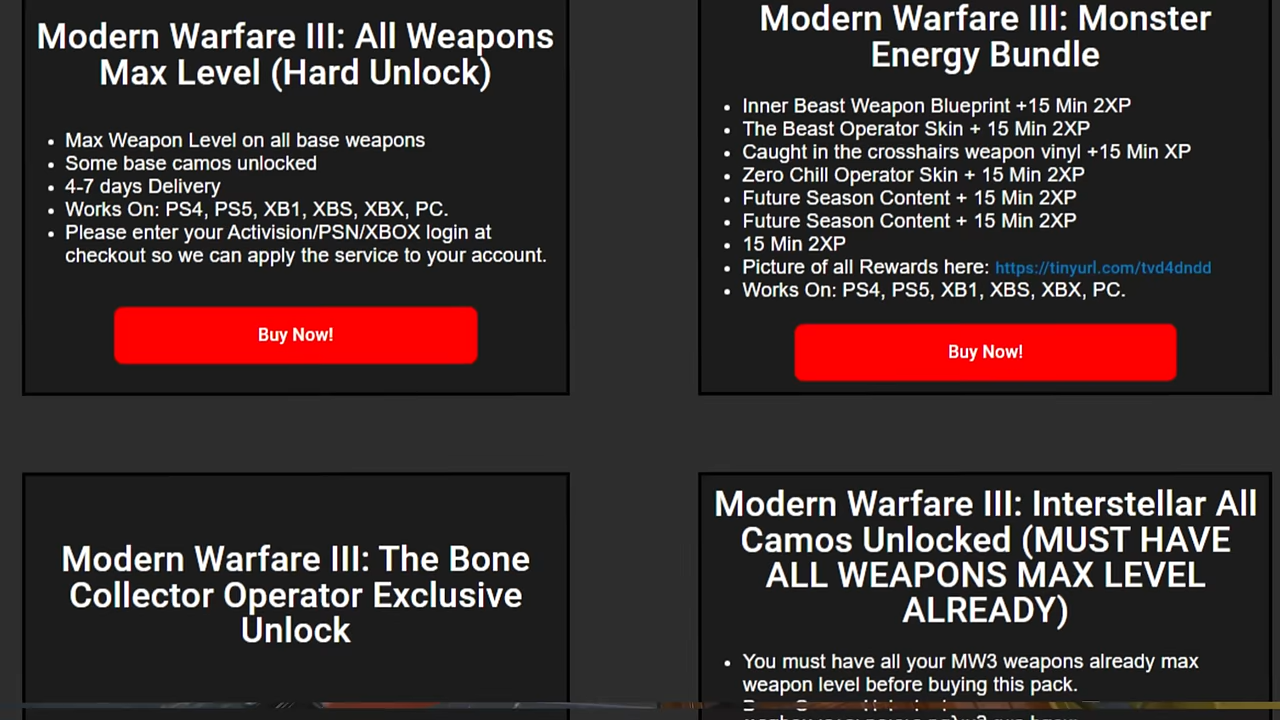 Modern Warfare III: All Weapons
Max Level (Hard Unlock)
• Max Weapon Level on all base weapons
• Some base camos unlocked
• 4-7 days Delivery
• Works On: PS4, PS5, XB1, XBS, XBX, PC.
• Please enter your Activision/PSN/XBOX login at
checkout so we can apply the service to your account.
Buy Now!
Modern Warfare III: Monster
Energy Bundle
• Inner Beast Weapon Blueprint +15 Min 2XP
• The Beast Operator Skin + 15 Min 2XP
• Caught in the crosshairs weapon vinyl +15 Min XP
• Zero Chill Operator Skin + 15 Min 2XP
• Future Season Content + 15 Min 2XP
• Future Season Content + 15 Min 2XP
• 15 Min 2XP
• Picture of all Rewards here: https://tinyurl.com/tvd4dndd
• Works On: PS4, PS5, XB1, XBS, XBX, PC.
Buy Now!
Modern Warfare III: The Bone
Collector Operator Exclusive
Unlock
Modern Warfare III: Interstellar All
Camos Unlocked (MUST HAVE
ALL WEAPONS MAX LEVEL
ALREADY)
• You must have all your MW3 weapons already max
weapon level before buying this pack.